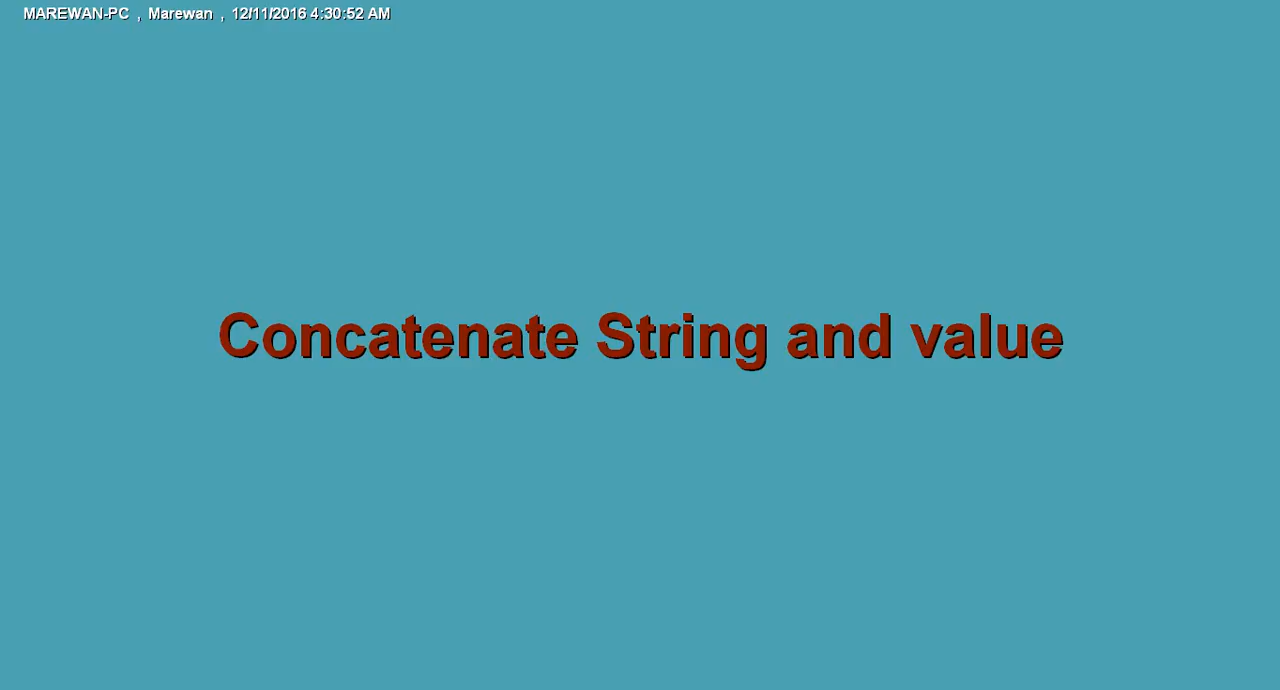 MAREWAN-PC , Marewan , 12/11/2016 4:30:52 AM
Concatenate String and value